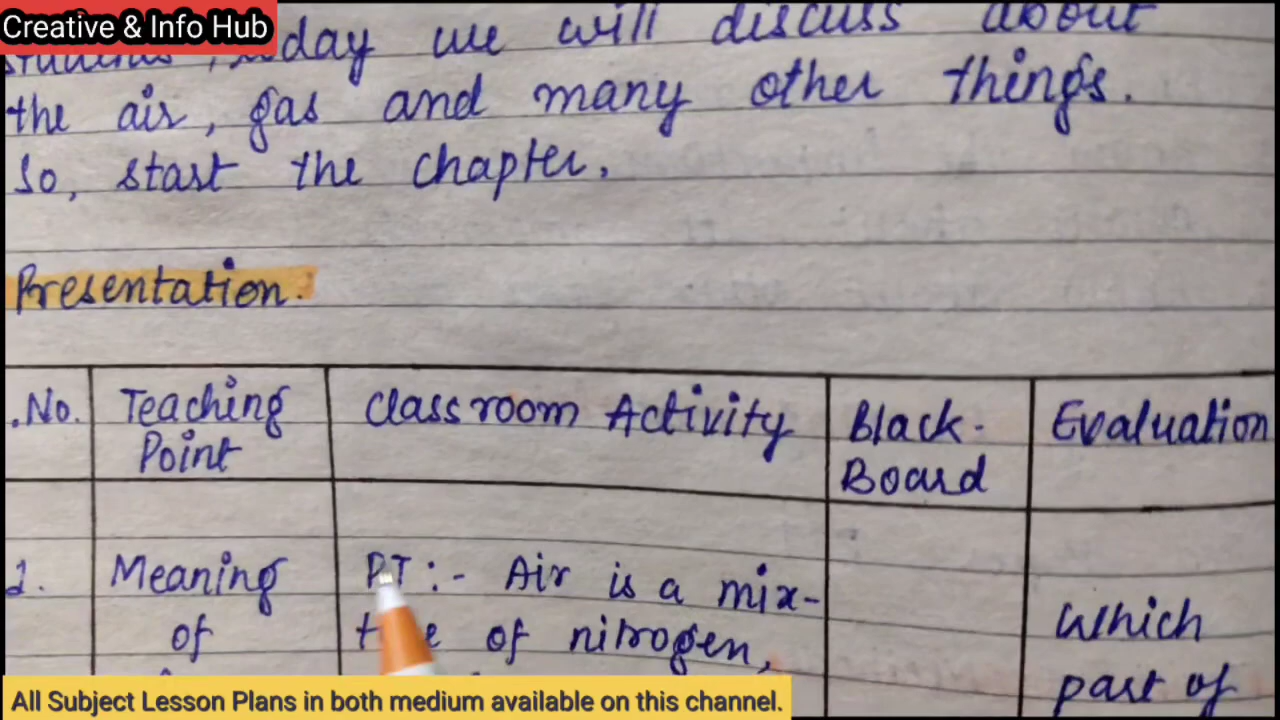 Creative & Info Hub
today we will discuss about
the air, gas and many other things.
So, start the chapter.
Presentation.
.No. Teaching Point Classroom Activity Black-Board Evaluation
1. Meaning of
PT :- Air is a mix-
of nitrogen,
Which
part of
All Subject Lesson Plans in both medium available on this channel.